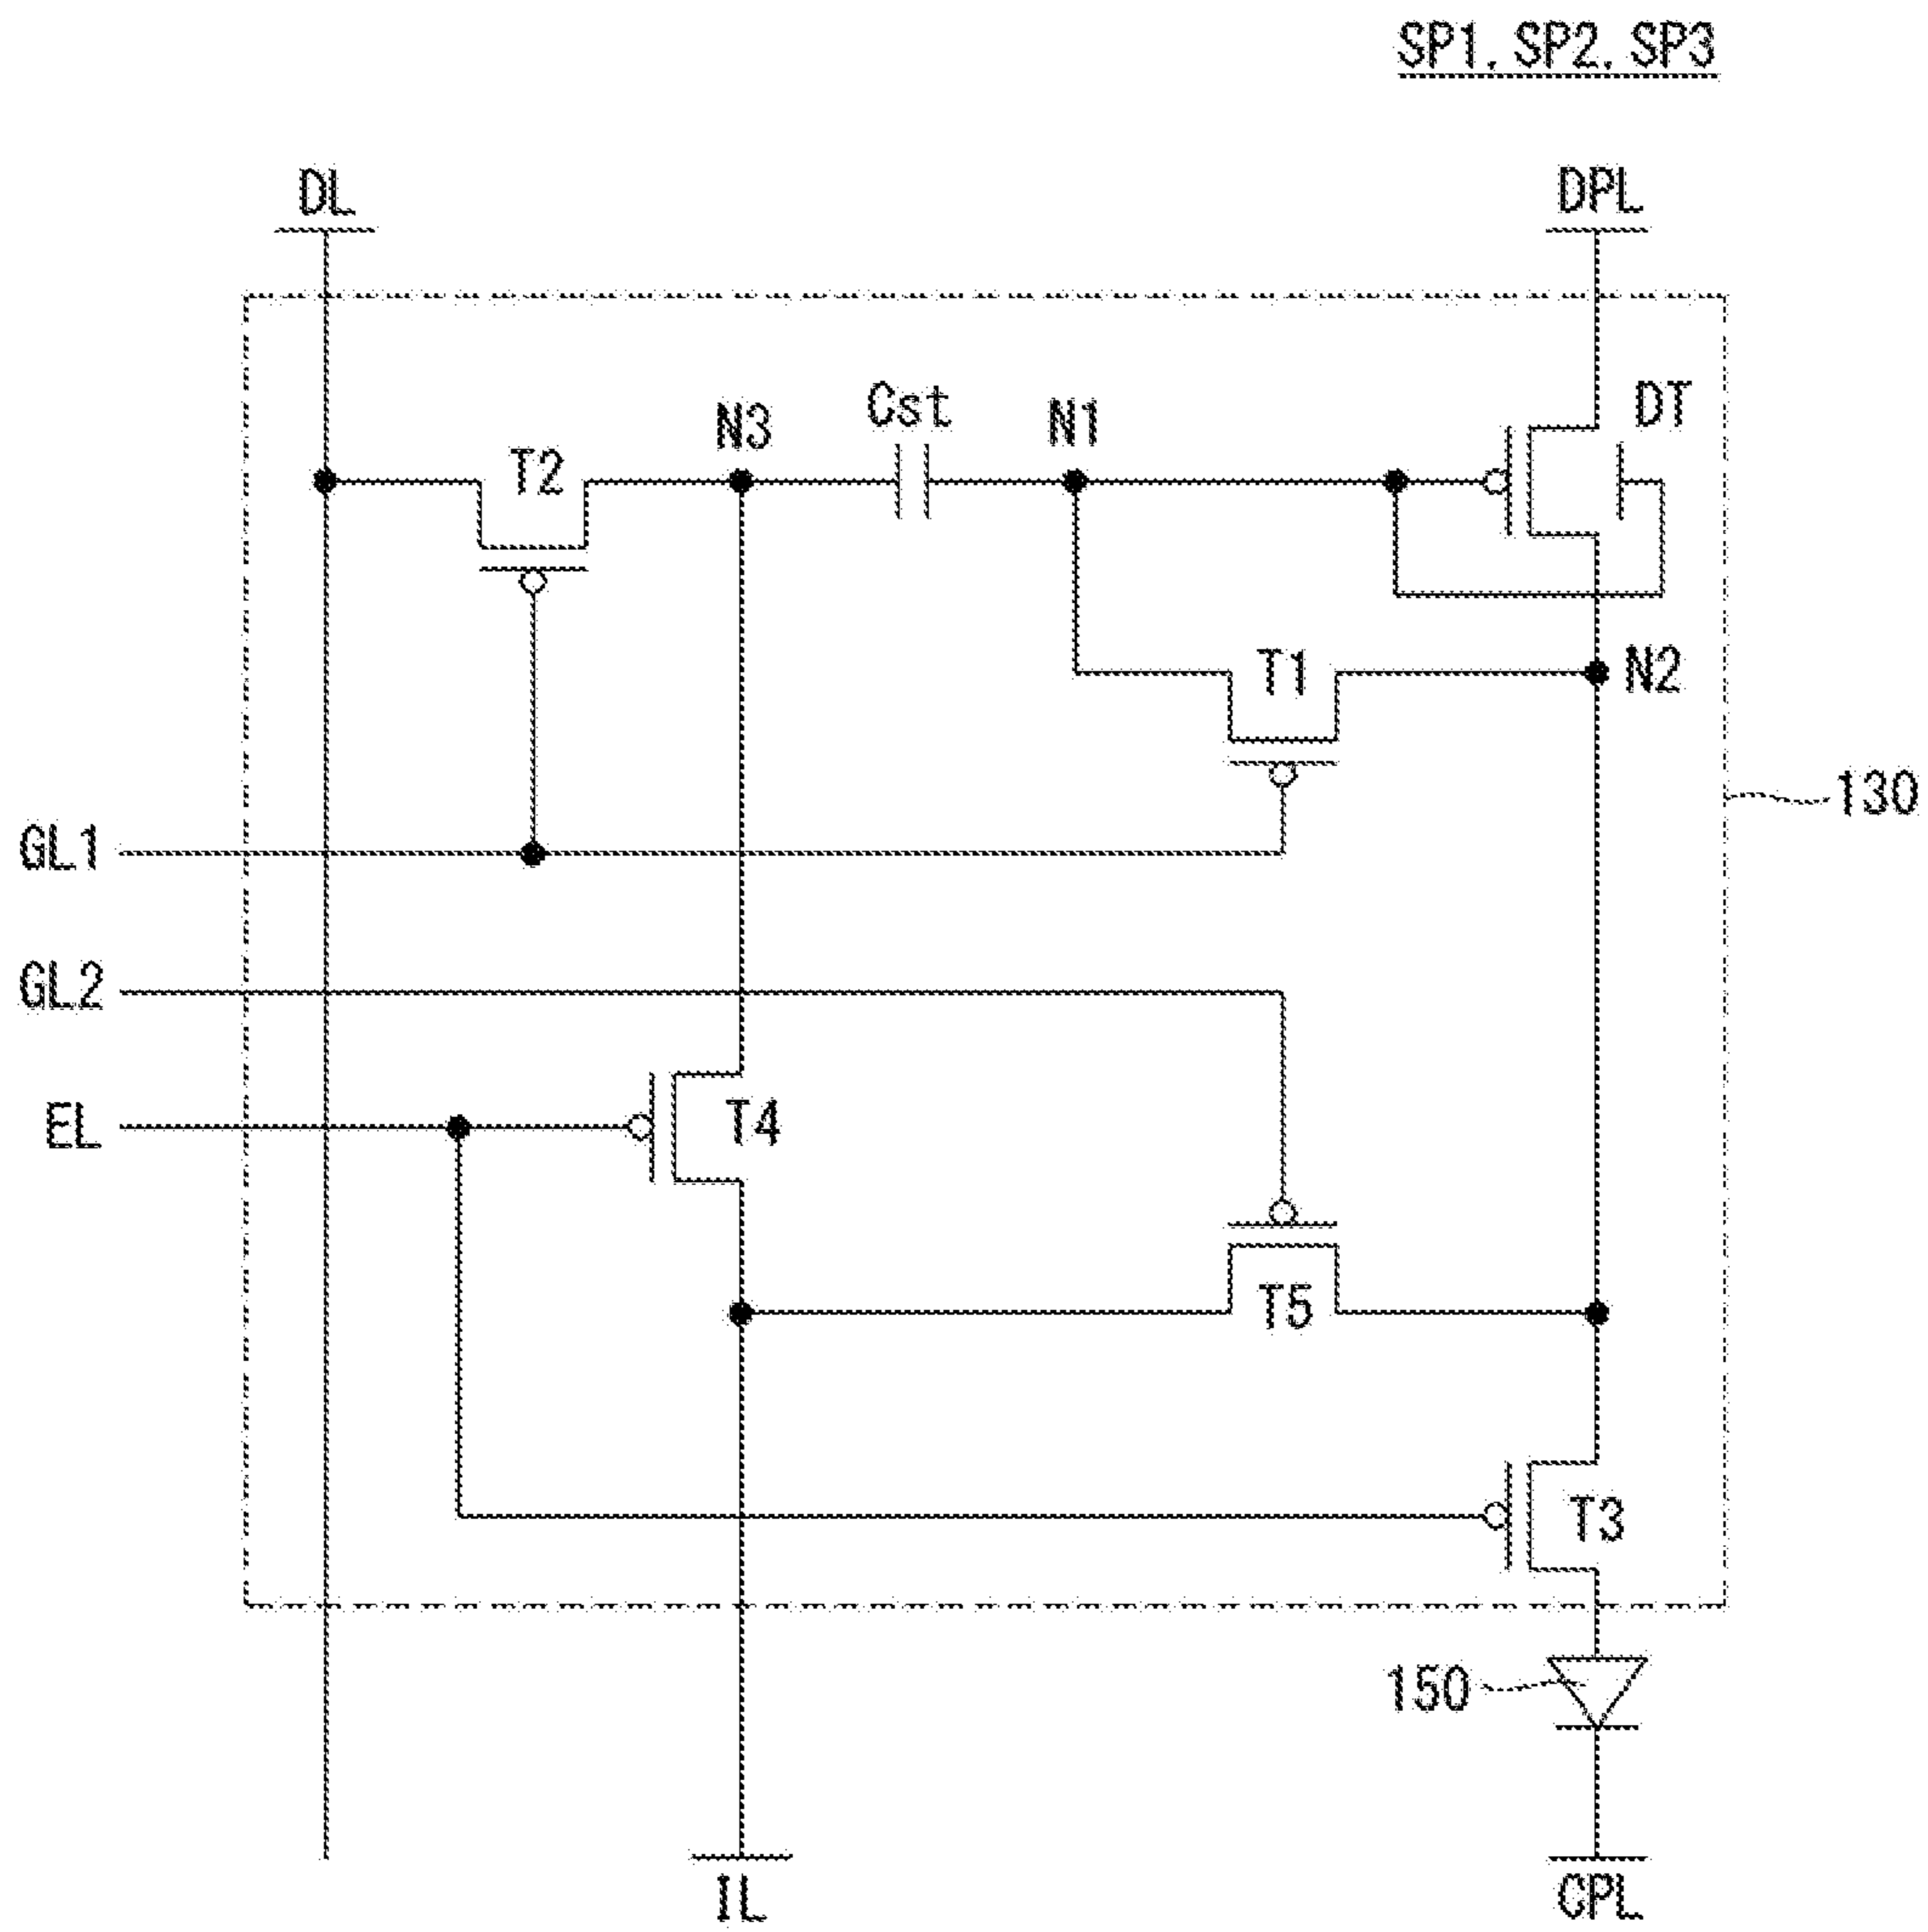 SP1, SP2, SP3
DL
DPL
Cst
DT
N3
N1
T2
T1
N2
130
GL1
GL2
EL
T4
T5
T3
150
IL
CPL